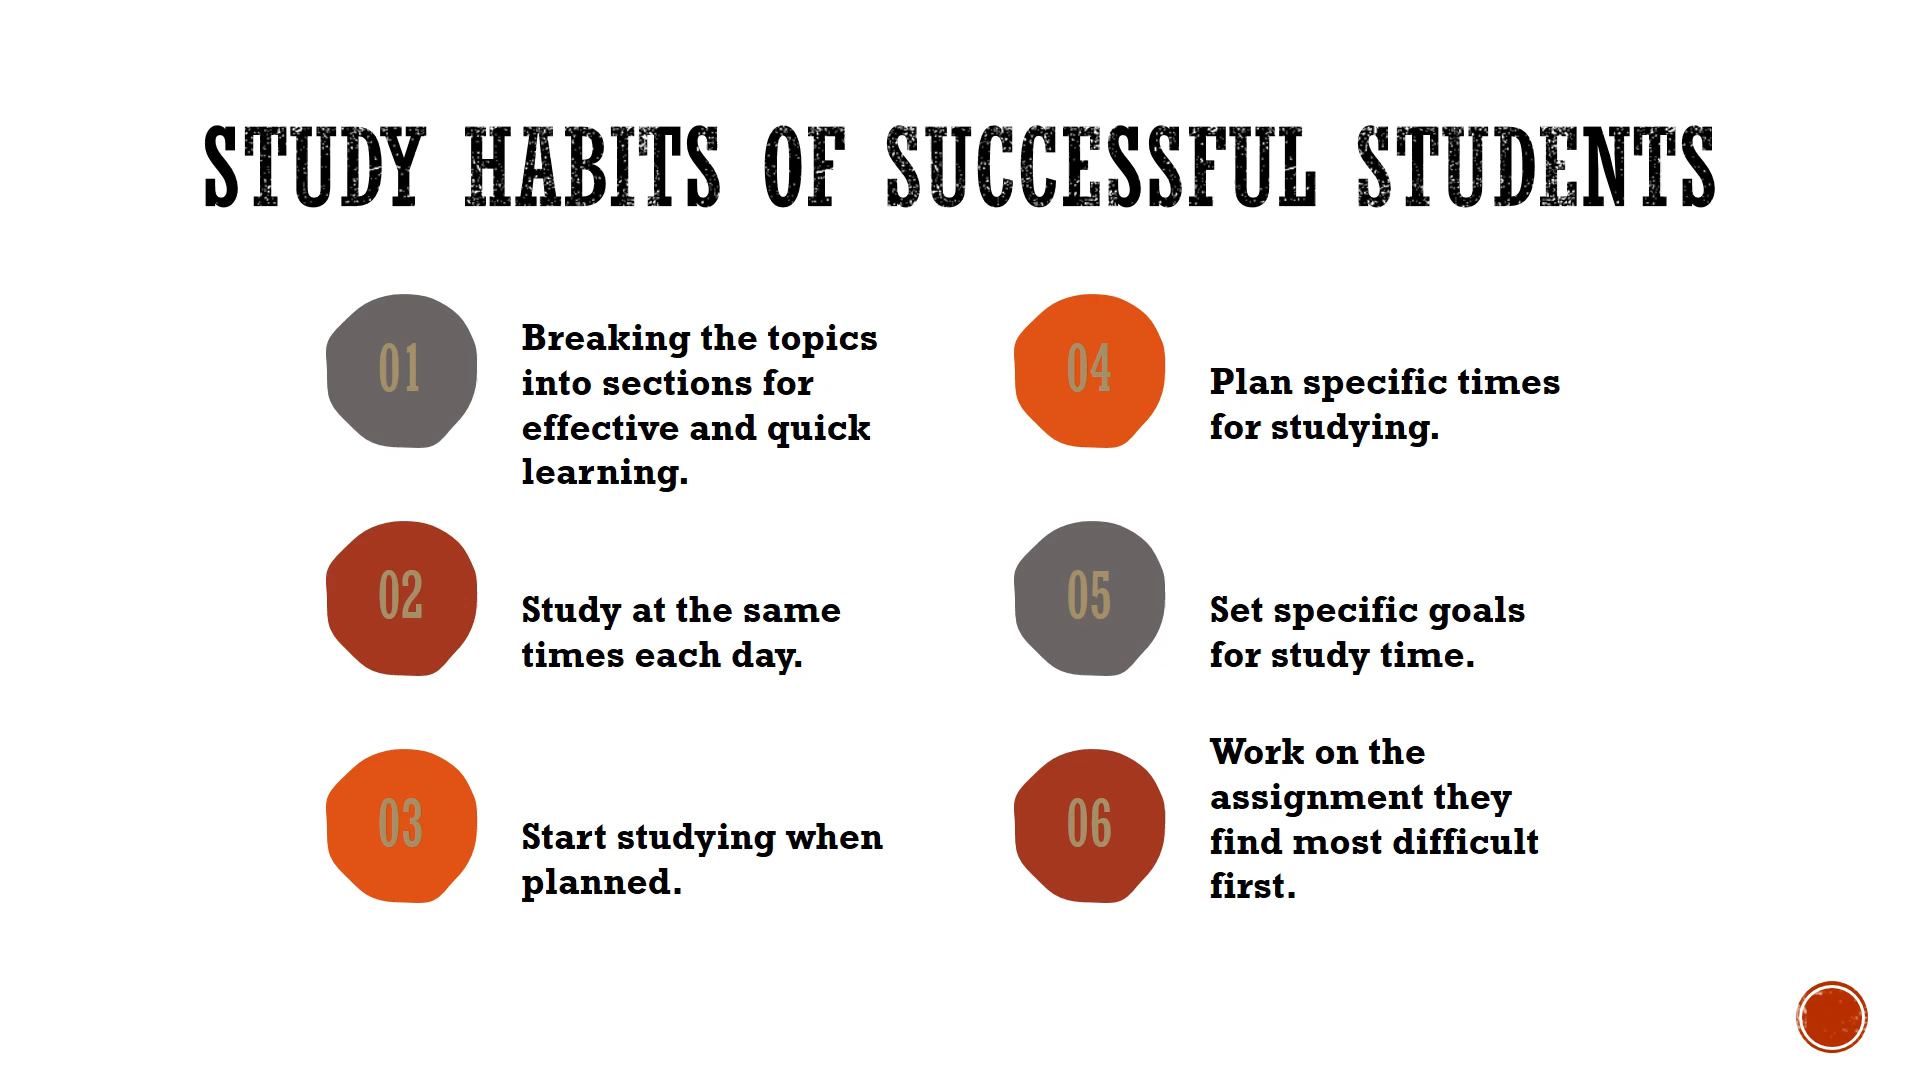 STUDY HABITS OF SUCCESSFUL STUDENTS
01
Breaking the topics
into sections for
effective and quick
learning.
02
Study at the same
times each day.
03
Start studying when
planned.
04
Plan specific times
for studying.
05
Set specific goals
for study time.
06
Work on the
assignment they
find most difficult
first.